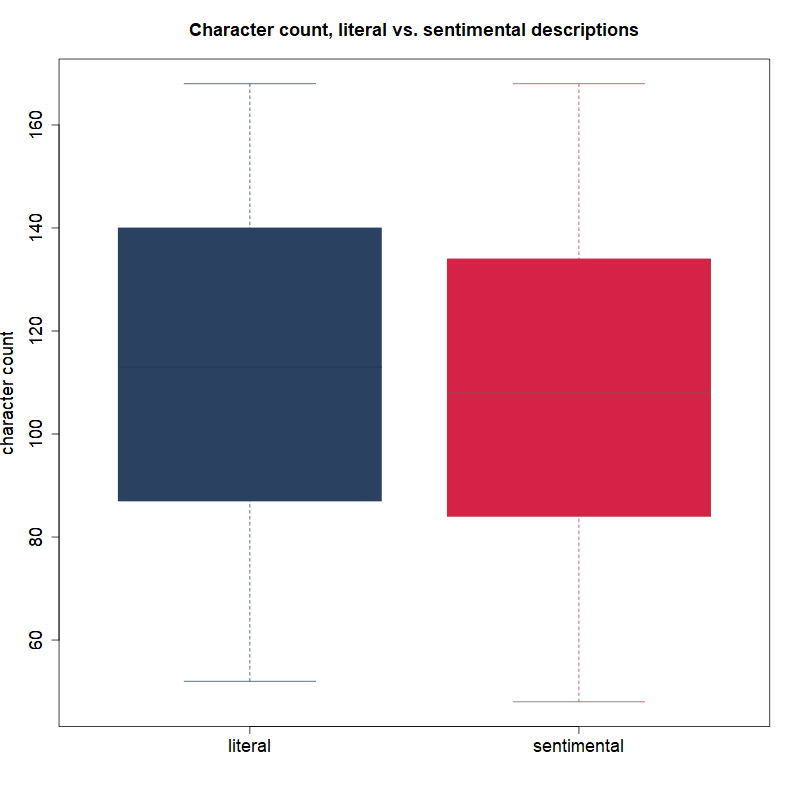 Character count, literal vs. sentimental descriptions
character count
160
140
120
100
80
60
literal
sentimental